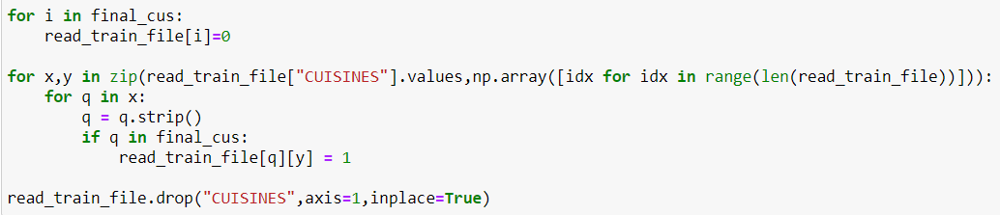 for i in final_cus:
    read_train_file[i]=0

for x,y in zip(read_train_file["CUISINES"].values,np.array([idx for idx in range(len(read_train_file))])):
    for q in x:
        q = q.strip()
        if q in final_cus:
            read_train_file[q][y] = 1

read_train_file.drop("CUISINES",axis=1,inplace=True)